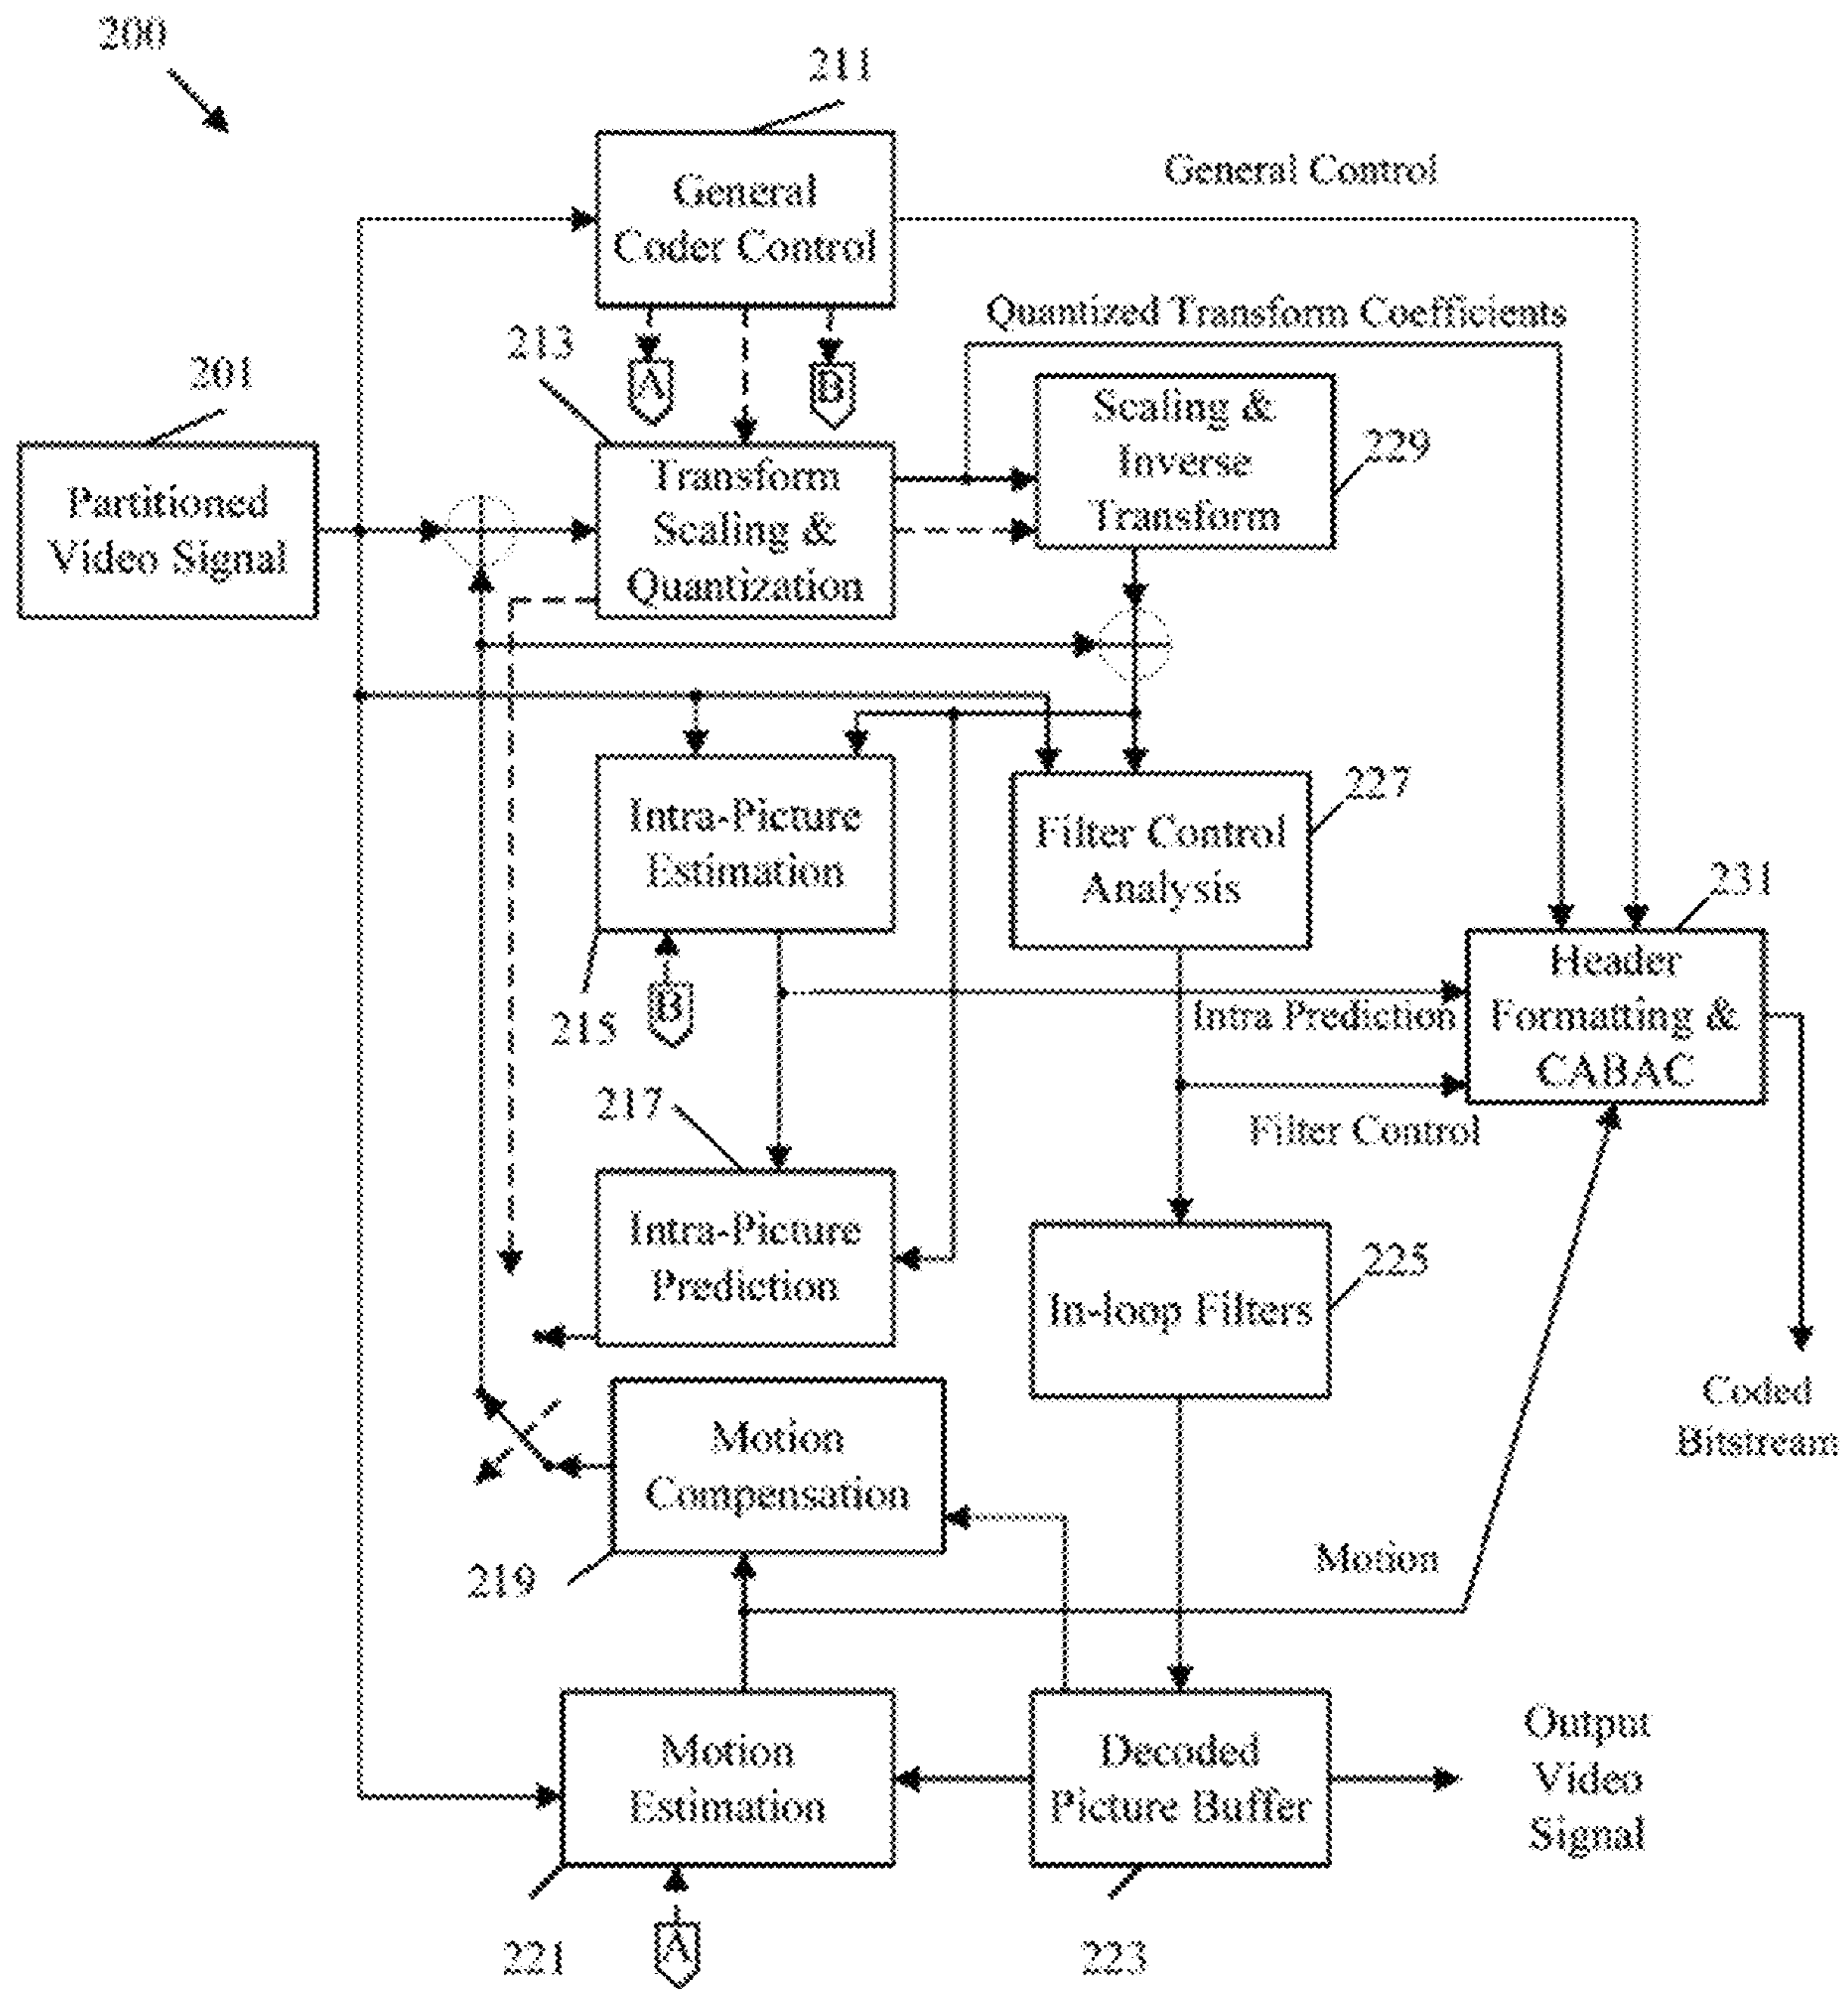 200
211
General
Coder Control
General Control
Quantized Transform Coefficients
213
A
B
201
Partitioned
Video Signal
Transform
Scaling &
Quantization
Scaling &
Inverse
Transform
229
Intra-Picture
Estimation
215
B
227
Filter Control
Analysis
231
Header
Formatting &
CABAC
Intra Prediction
Filter Control
217
Intra-Picture
Prediction
225
In-loop Filters
Coded
Bitstream
Motion
Compensation
219
Motion
Motion
Estimation
221
A
Decoded
Picture Buffer
223
Output
Video
Signal